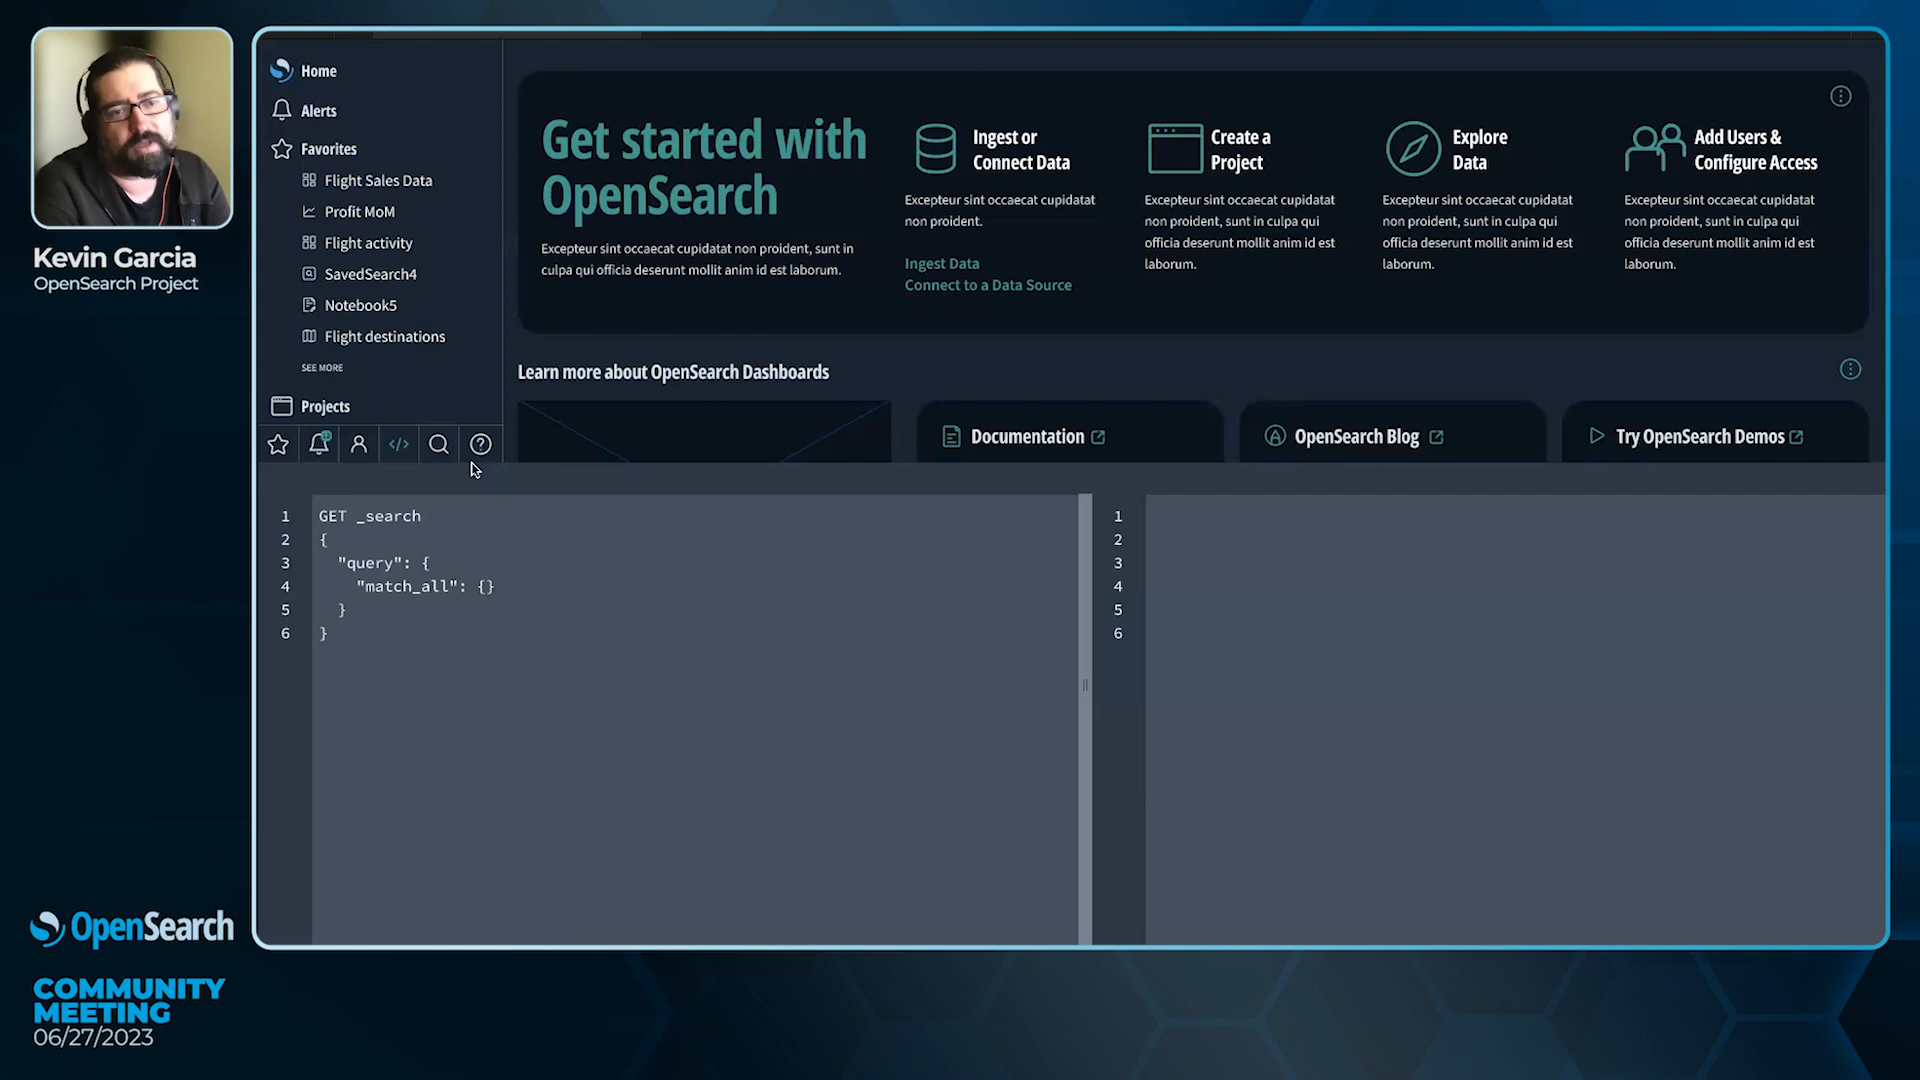 Kevin Garcia
OpenSearch Project
OpenSearch
COMMUNITY
MEETING
06/27/2023
Home
Alerts
Favorites
Flight Sales Data
Profit MoM
Flight activity
SavedSearch4
Notebook5
Flight destinations
SEE MORE
Projects
Get started with
OpenSearch
Excepteur sint occaecat cupidatat non proident, sunt in
culpa qui officia deserunt mollit anim id est laborum.
Ingest or
Connect Data
Excepteur sint occaecat cupidatat
non proident.
Ingest Data
Connect to a Data Source
Create a
Project
Excepteur sint occaecat cupidatat
non proident, sunt in culpa qui
officia deserunt mollit anim id est
laborum.
Explore
Data
Excepteur sint occaecat cupidatat
non proident, sunt in culpa qui
officia deserunt mollit anim id est
laborum.
Add Users &
Configure Access
Excepteur sint occaecat cupidatat
non proident, sunt in culpa qui
officia deserunt mollit anim id est
laborum.
Learn more about OpenSearch Dashboards
Documentation
OpenSearch Blog
Try OpenSearch Demos
1 GET _search
2 {
3 "query": {
4 "match_all": {}
5 }
6 }
1
2
3
4
5
6